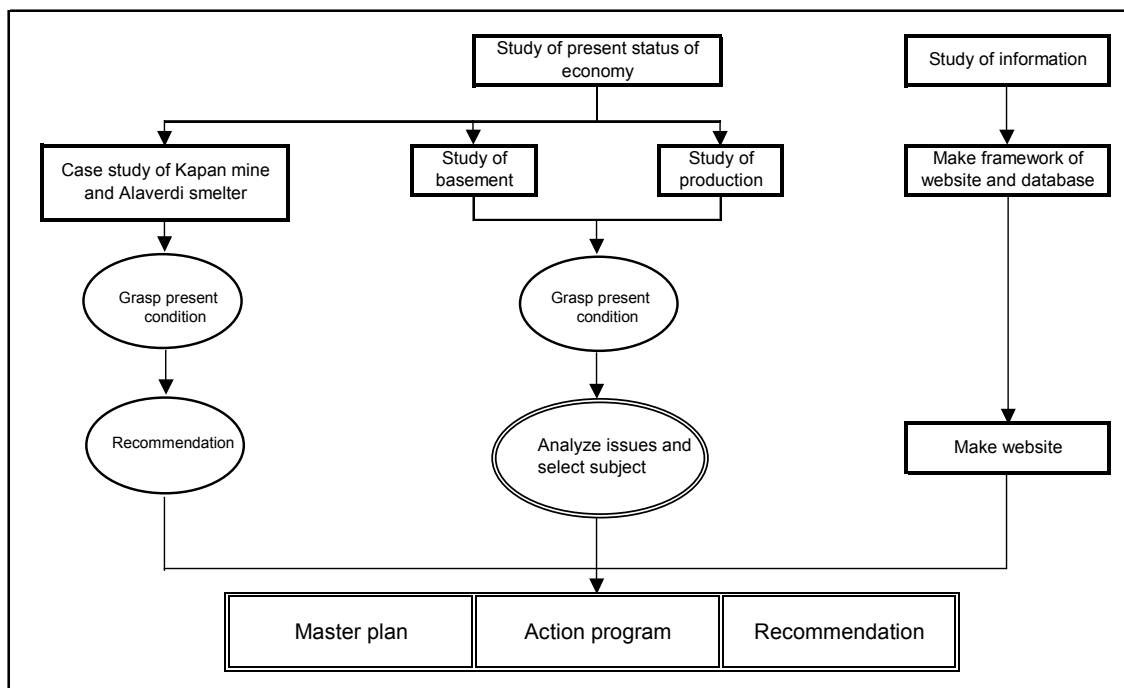 Study of present status of
economy
Study of information
Case study of Kapan mine
and Alaverdi smelter
Study of
basement
Study of
production
Make framework of
website and database
Grasp present
condition
Grasp present
condition
Recommendation
Analyze issues and
select subject
Make website
Master plan
Action program
Recommendation